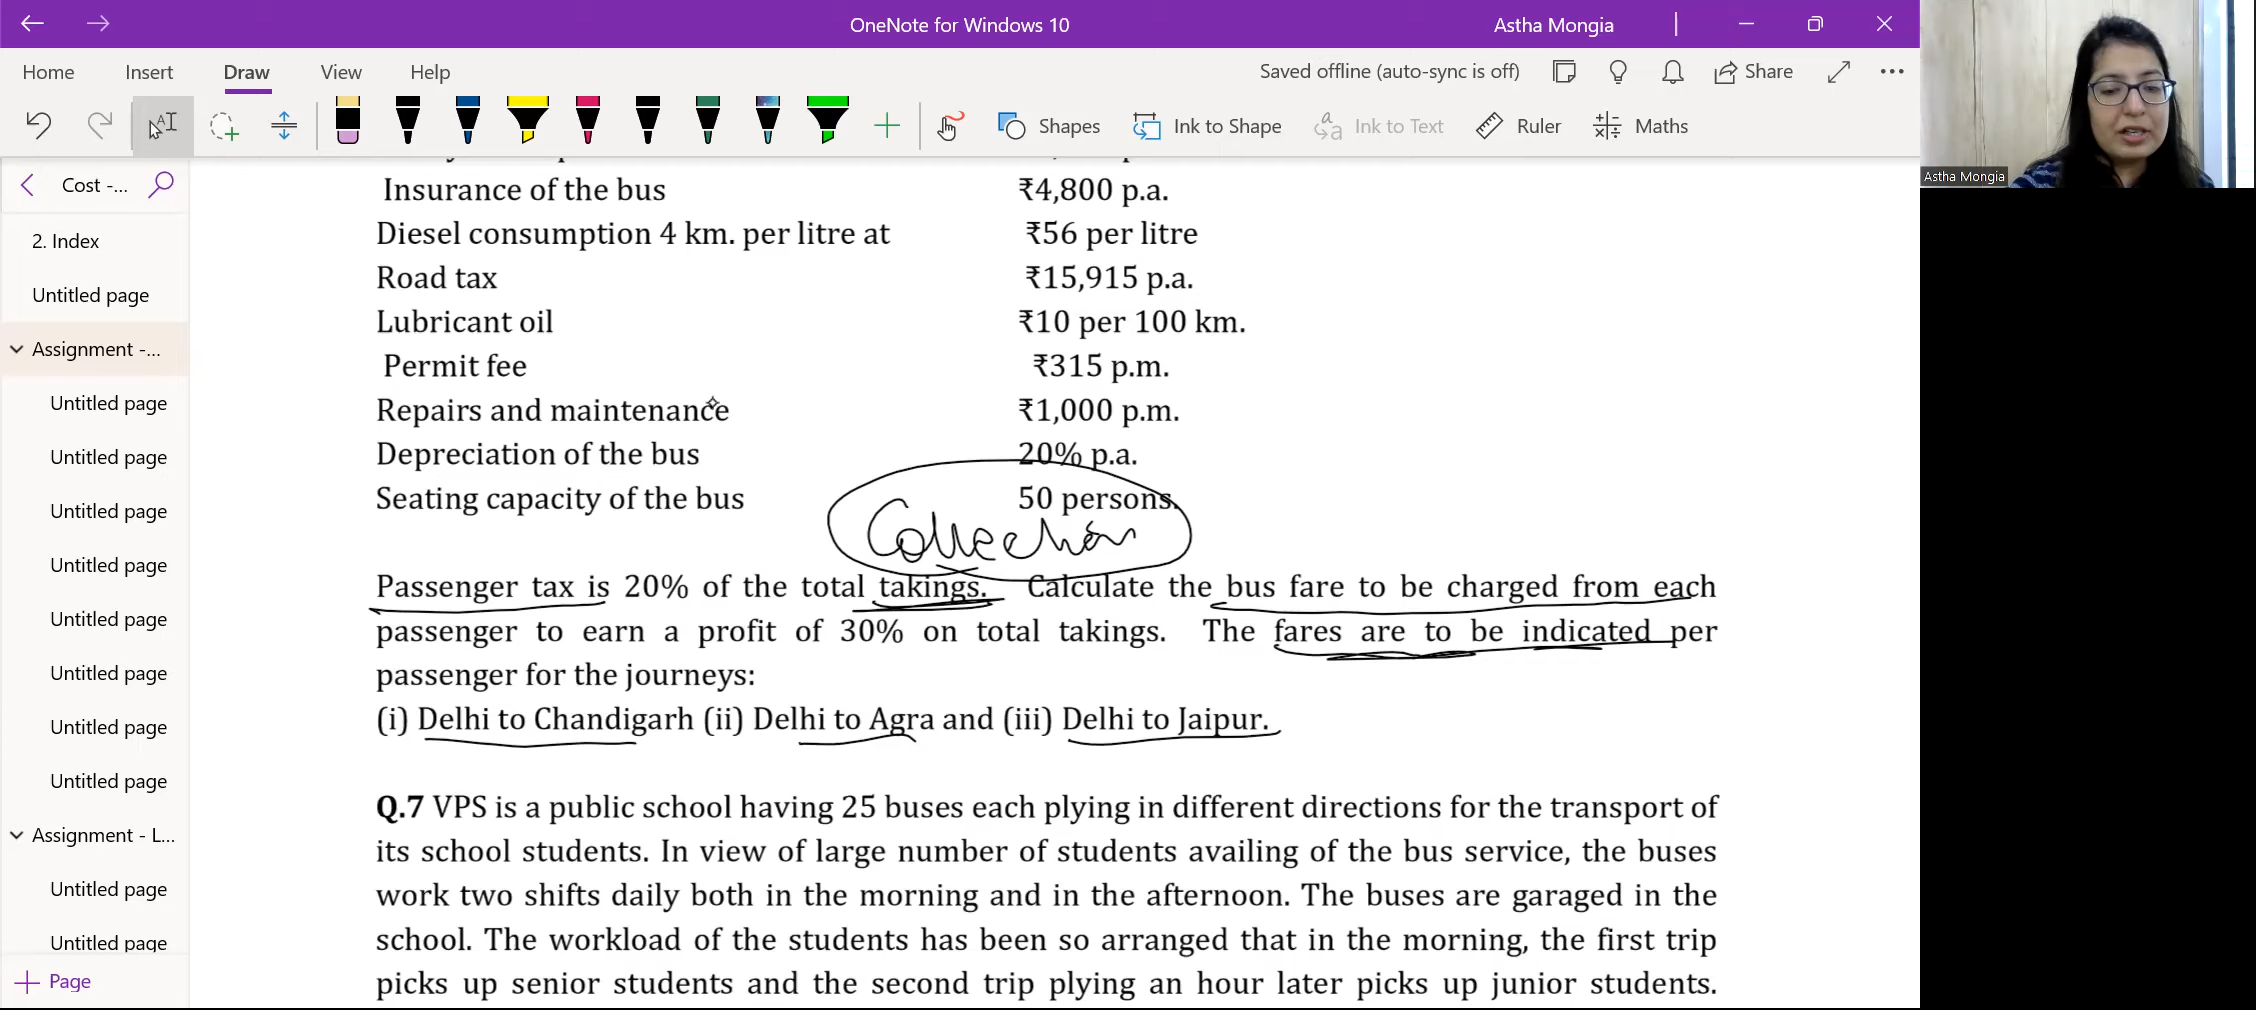 OneNote for Windows 10
Astha Mongia
Home Insert Draw View Help
Saved offline (auto-sync is off) Share
Shapes Ink to Shape Ink to Text Ruler Maths
Astha Mongia
Cost -...
2. Index
Untitled page
Assignment -...
Untitled page
Untitled page
Untitled page
Untitled page
Untitled page
Untitled page
Untitled page
Untitled page
Assignment - L...
Untitled page
Untitled page
Page
Insurance of the bus ₹4,800 p.a.
Diesel consumption 4 km. per litre at ₹56 per litre
Road tax ₹15,915 p.a.
Lubricant oil ₹10 per 100 km.
Permit fee ₹315 p.m.
Repairs and maintenance ₹1,000 p.m.
Depreciation of the bus 20% p.a.
Seating capacity of the bus 50 persons.
Collection
Passenger tax is 20% of the total takings. Calculate the bus fare to be charged from each
passenger to earn a profit of 30% on total takings. The fares are to be indicated per
passenger for the journeys:
(i) Delhi to Chandigarh (ii) Delhi to Agra and (iii) Delhi to Jaipur.
Q.7 VPS is a public school having 25 buses each plying in different directions for the transport of
its school students. In view of large number of students availing of the bus service, the buses
work two shifts daily both in the morning and in the afternoon. The buses are garaged in the
school. The workload of the students has been so arranged that in the morning, the first trip
picks up senior students and the second trip plying an hour later picks up junior students.